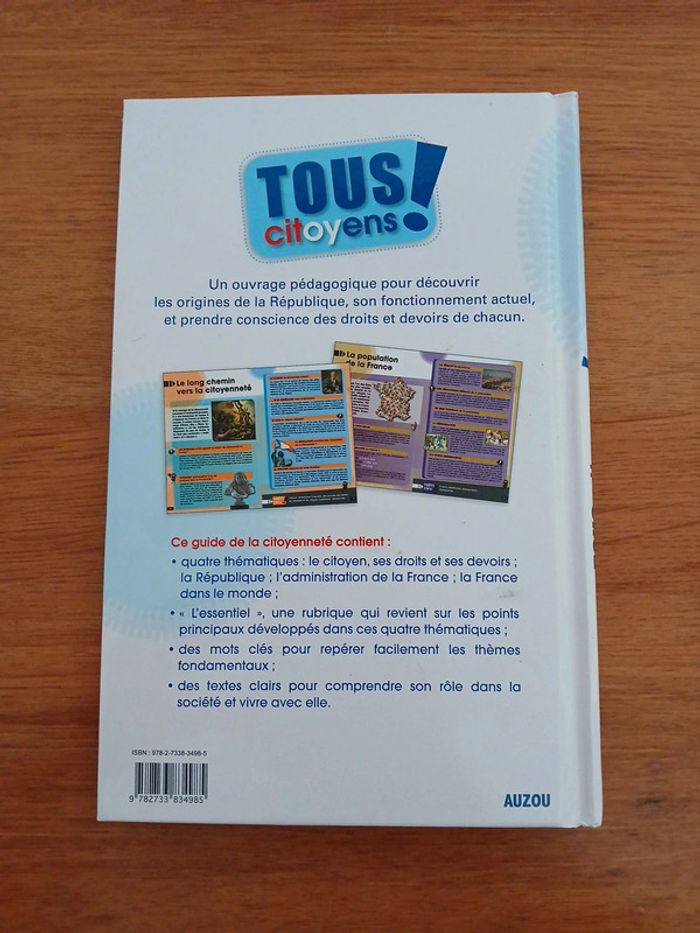 TOUS
citoyens!
Un ouvrage pédagogique pour découvrir
les origines de la République, son fonctionnement actuel,
et prendre conscience des droits et devoirs de chacun.
Le long chemin
vers la citoyenneté
La population
de la France
Ce guide de la citoyenneté contient :
• quatre thématiques : le citoyen, ses droits et ses devoirs ;
la République ; l'administration de la France ; la France
dans le monde ;
• « L'essentiel », une rubrique qui revient sur les points
principaux développés dans ces quatre thématiques ;
• des mots clés pour repérer facilement les thèmes
fondamentaux ;
• des textes clairs pour comprendre son rôle dans la
société et vivre avec elle.
ISBN : 978-2-7338-3498-5
9 782733 834985
AUZOU